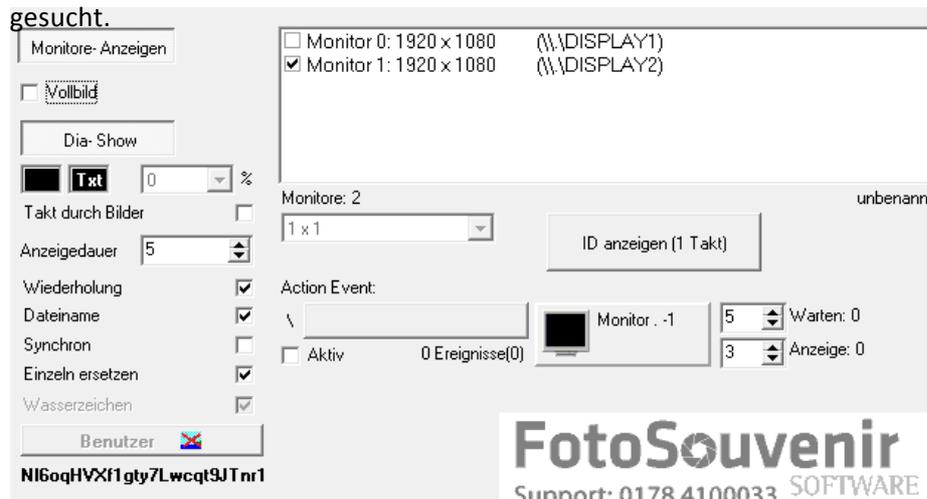 gesucht.
Monitore- Anzeigen
Monitor 0: 1920 x 1080 (\\.\DISPLAY1)
Monitor 1: 1920 x 1080 (\\.\DISPLAY2)
Vollbild
Dia- Show
Txt 0 %
Monitore: 2 unbenann
Takt durch Bilder
1 x 1
ID anzeigen (1 Takt)
Anzeigedauer 5
Wiederholung
Action Event:
Dateiname
\ Monitor . -1 5 Warten: 0
Synchron
Aktiv 0 Ereignisse(0) 3 Anzeige: 0
Einzeln ersetzen
Wasserzeichen
Benutzer
FotoSouvenir
NI6oqHVXf1gty7Lwcqt9JTnr1
Support: 0178 4100033 SOFTWARE